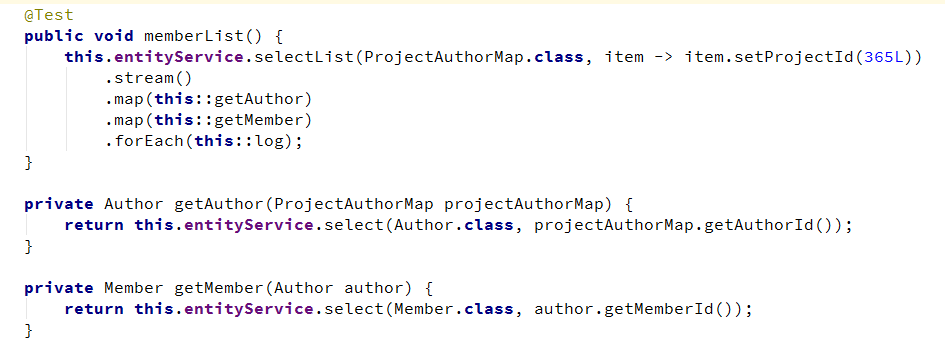 @Test
public void memberList() {
    this.entityService.selectList(ProjectAuthorMap.class, item -> item.setProjectId(365L))
        .stream()
        .map(this::getAuthor)
        .map(this::getMember)
        .forEach(this::log);
}

private Author getAuthor(ProjectAuthorMap projectAuthorMap) {
    return this.entityService.select(Author.class, projectAuthorMap.getAuthorId());
}

private Member getMember(Author author) {
    return this.entityService.select(Member.class, author.getMemberId());
}